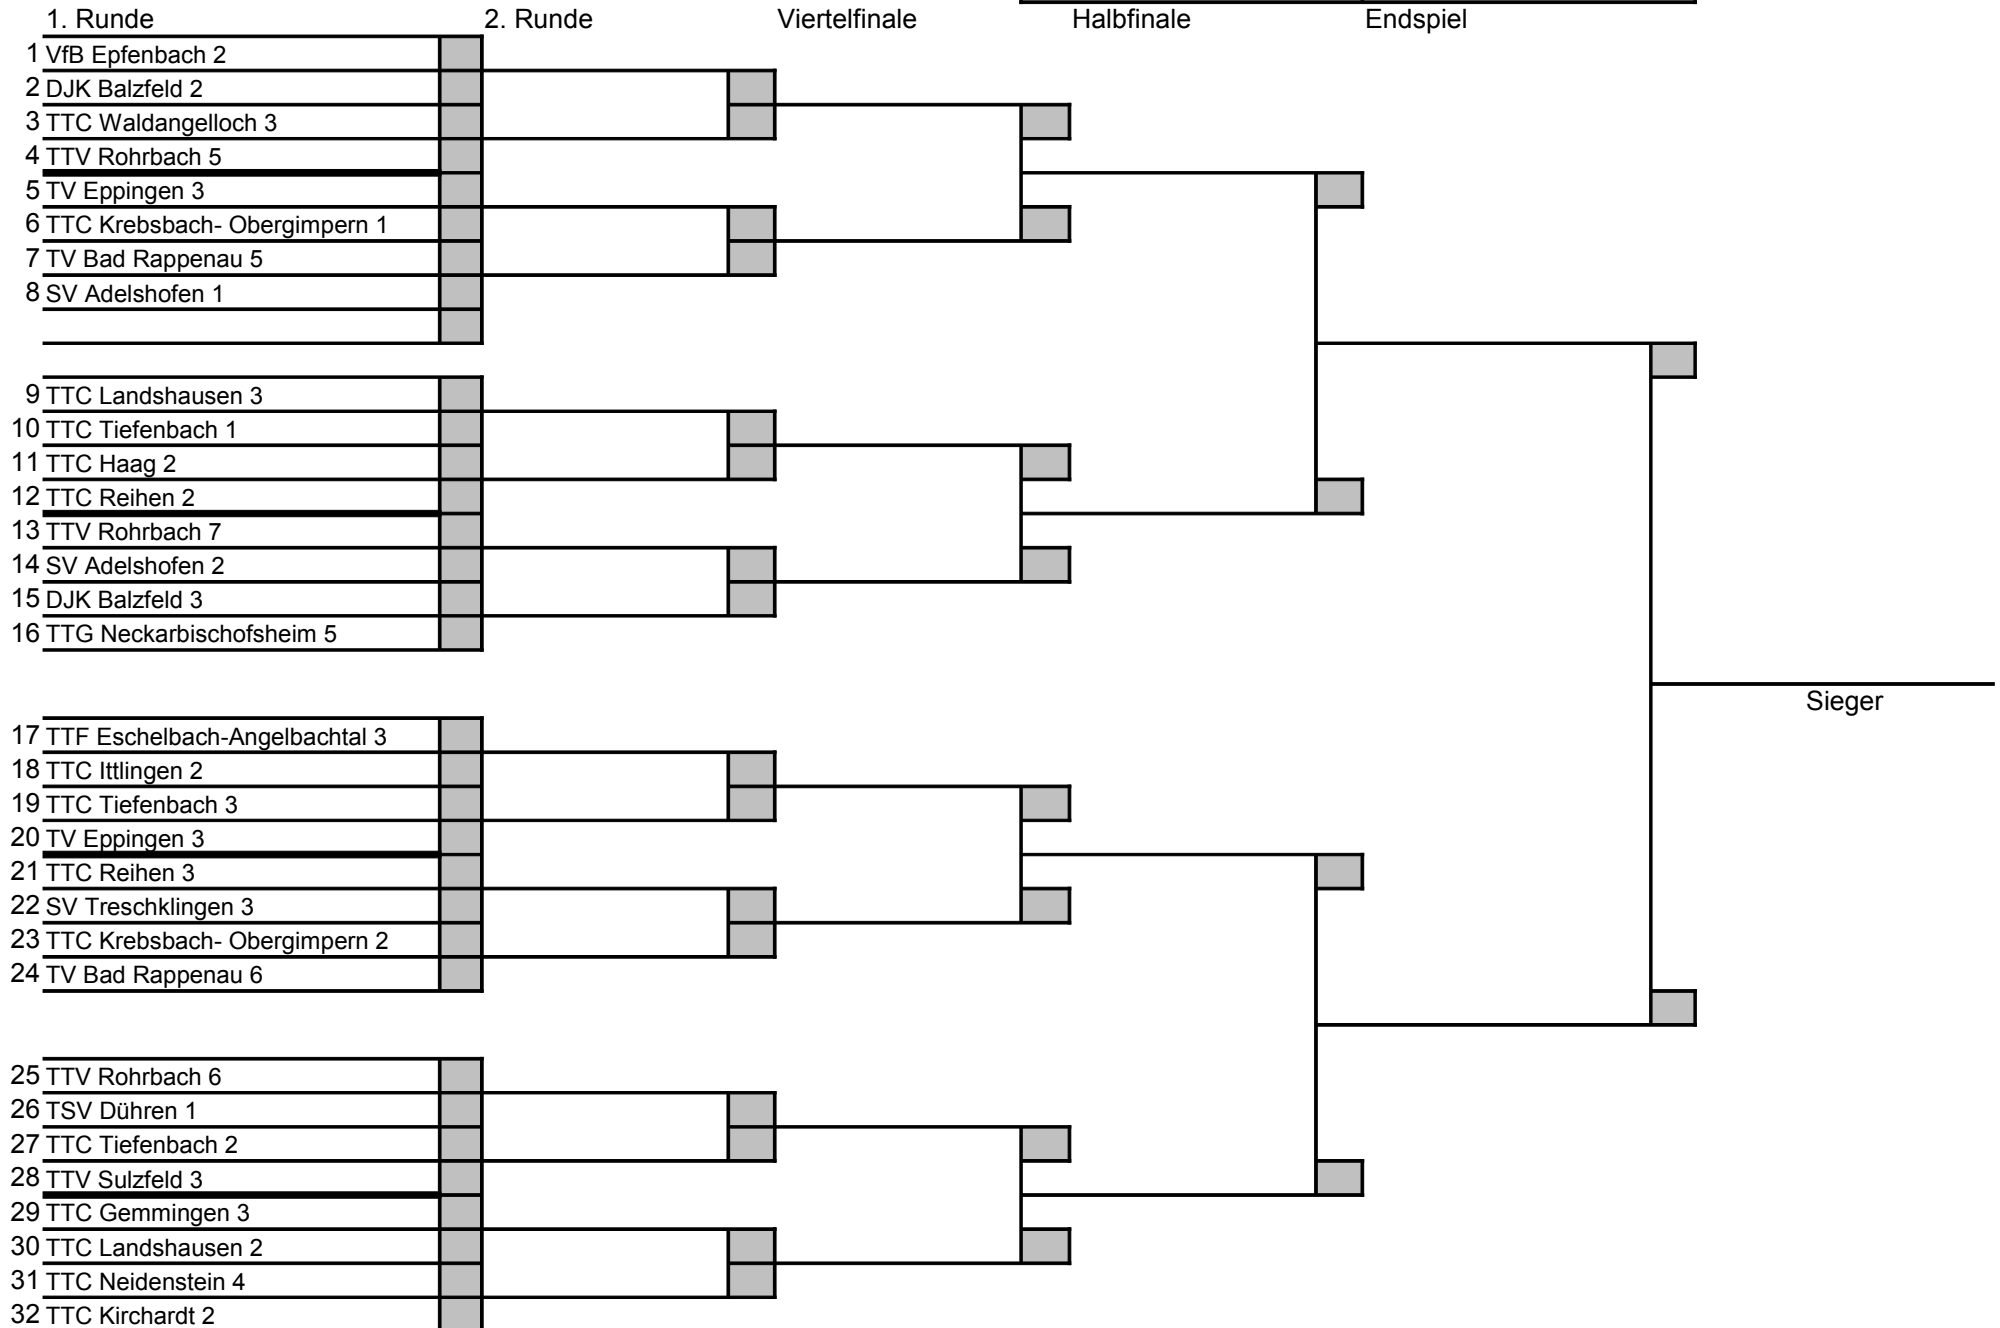 1. Runde 2. Runde Viertelfinale Halbfinale Endspiel
1 VfB Epfenbach 2
2 DJK Balzfeld 2
3 TTC Waldangelloch 3
4 TTV Rohrbach 5
5 TV Eppingen 3
6 TTC Krebsbach- Obergimpern 1
7 TV Bad Rappenau 5
8 SV Adelshofen 1
9 TTC Landshausen 3
10 TTC Tiefenbach 1
11 TTC Haag 2
12 TTC Reihen 2
13 TTV Rohrbach 7
14 SV Adelshofen 2
15 DJK Balzfeld 3
16 TTG Neckarbischofsheim 5
Sieger
17 TTF Eschelbach-Angelbachtal 3
18 TTC Ittlingen 2
19 TTC Tiefenbach 3
20 TV Eppingen 3
21 TTC Reihen 3
22 SV Treschklingen 3
23 TTC Krebsbach- Obergimpern 2
24 TV Bad Rappenau 6
25 TTV Rohrbach 6
26 TSV Dühren 1
27 TTC Tiefenbach 2
28 TTV Sulzfeld 3
29 TTC Gemmingen 3
30 TTC Landshausen 2
31 TTC Neidenstein 4
32 TTC Kirchardt 2